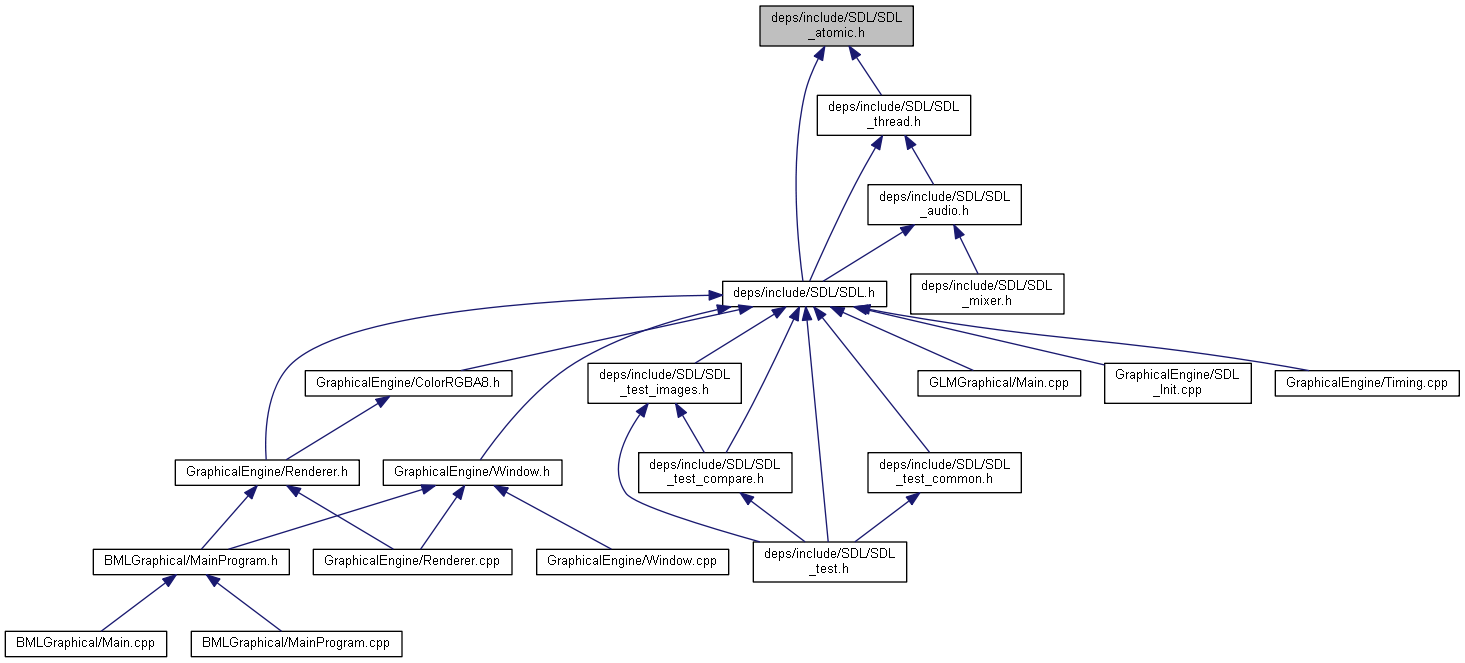 deps/include/SDL/SDL
_atomic.h
deps/include/SDL/SDL
_thread.h
deps/include/SDL/SDL
_audio.h
deps/include/SDL/SDL.h
deps/include/SDL/SDL
_mixer.h
GraphicalEngine/ColorRGBA8.h
deps/include/SDL/SDL
_test_images.h
GLMGraphical/Main.cpp
GraphicalEngine/SDL
_Init.cpp
GraphicalEngine/Timing.cpp
GraphicalEngine/Renderer.h
GraphicalEngine/Window.h
deps/include/SDL/SDL
_test_compare.h
deps/include/SDL/SDL
_test_common.h
BMLGraphical/MainProgram.h
GraphicalEngine/Renderer.cpp
GraphicalEngine/Window.cpp
deps/include/SDL/SDL
_test.h
BMLGraphical/Main.cpp
BMLGraphical/MainProgram.cpp